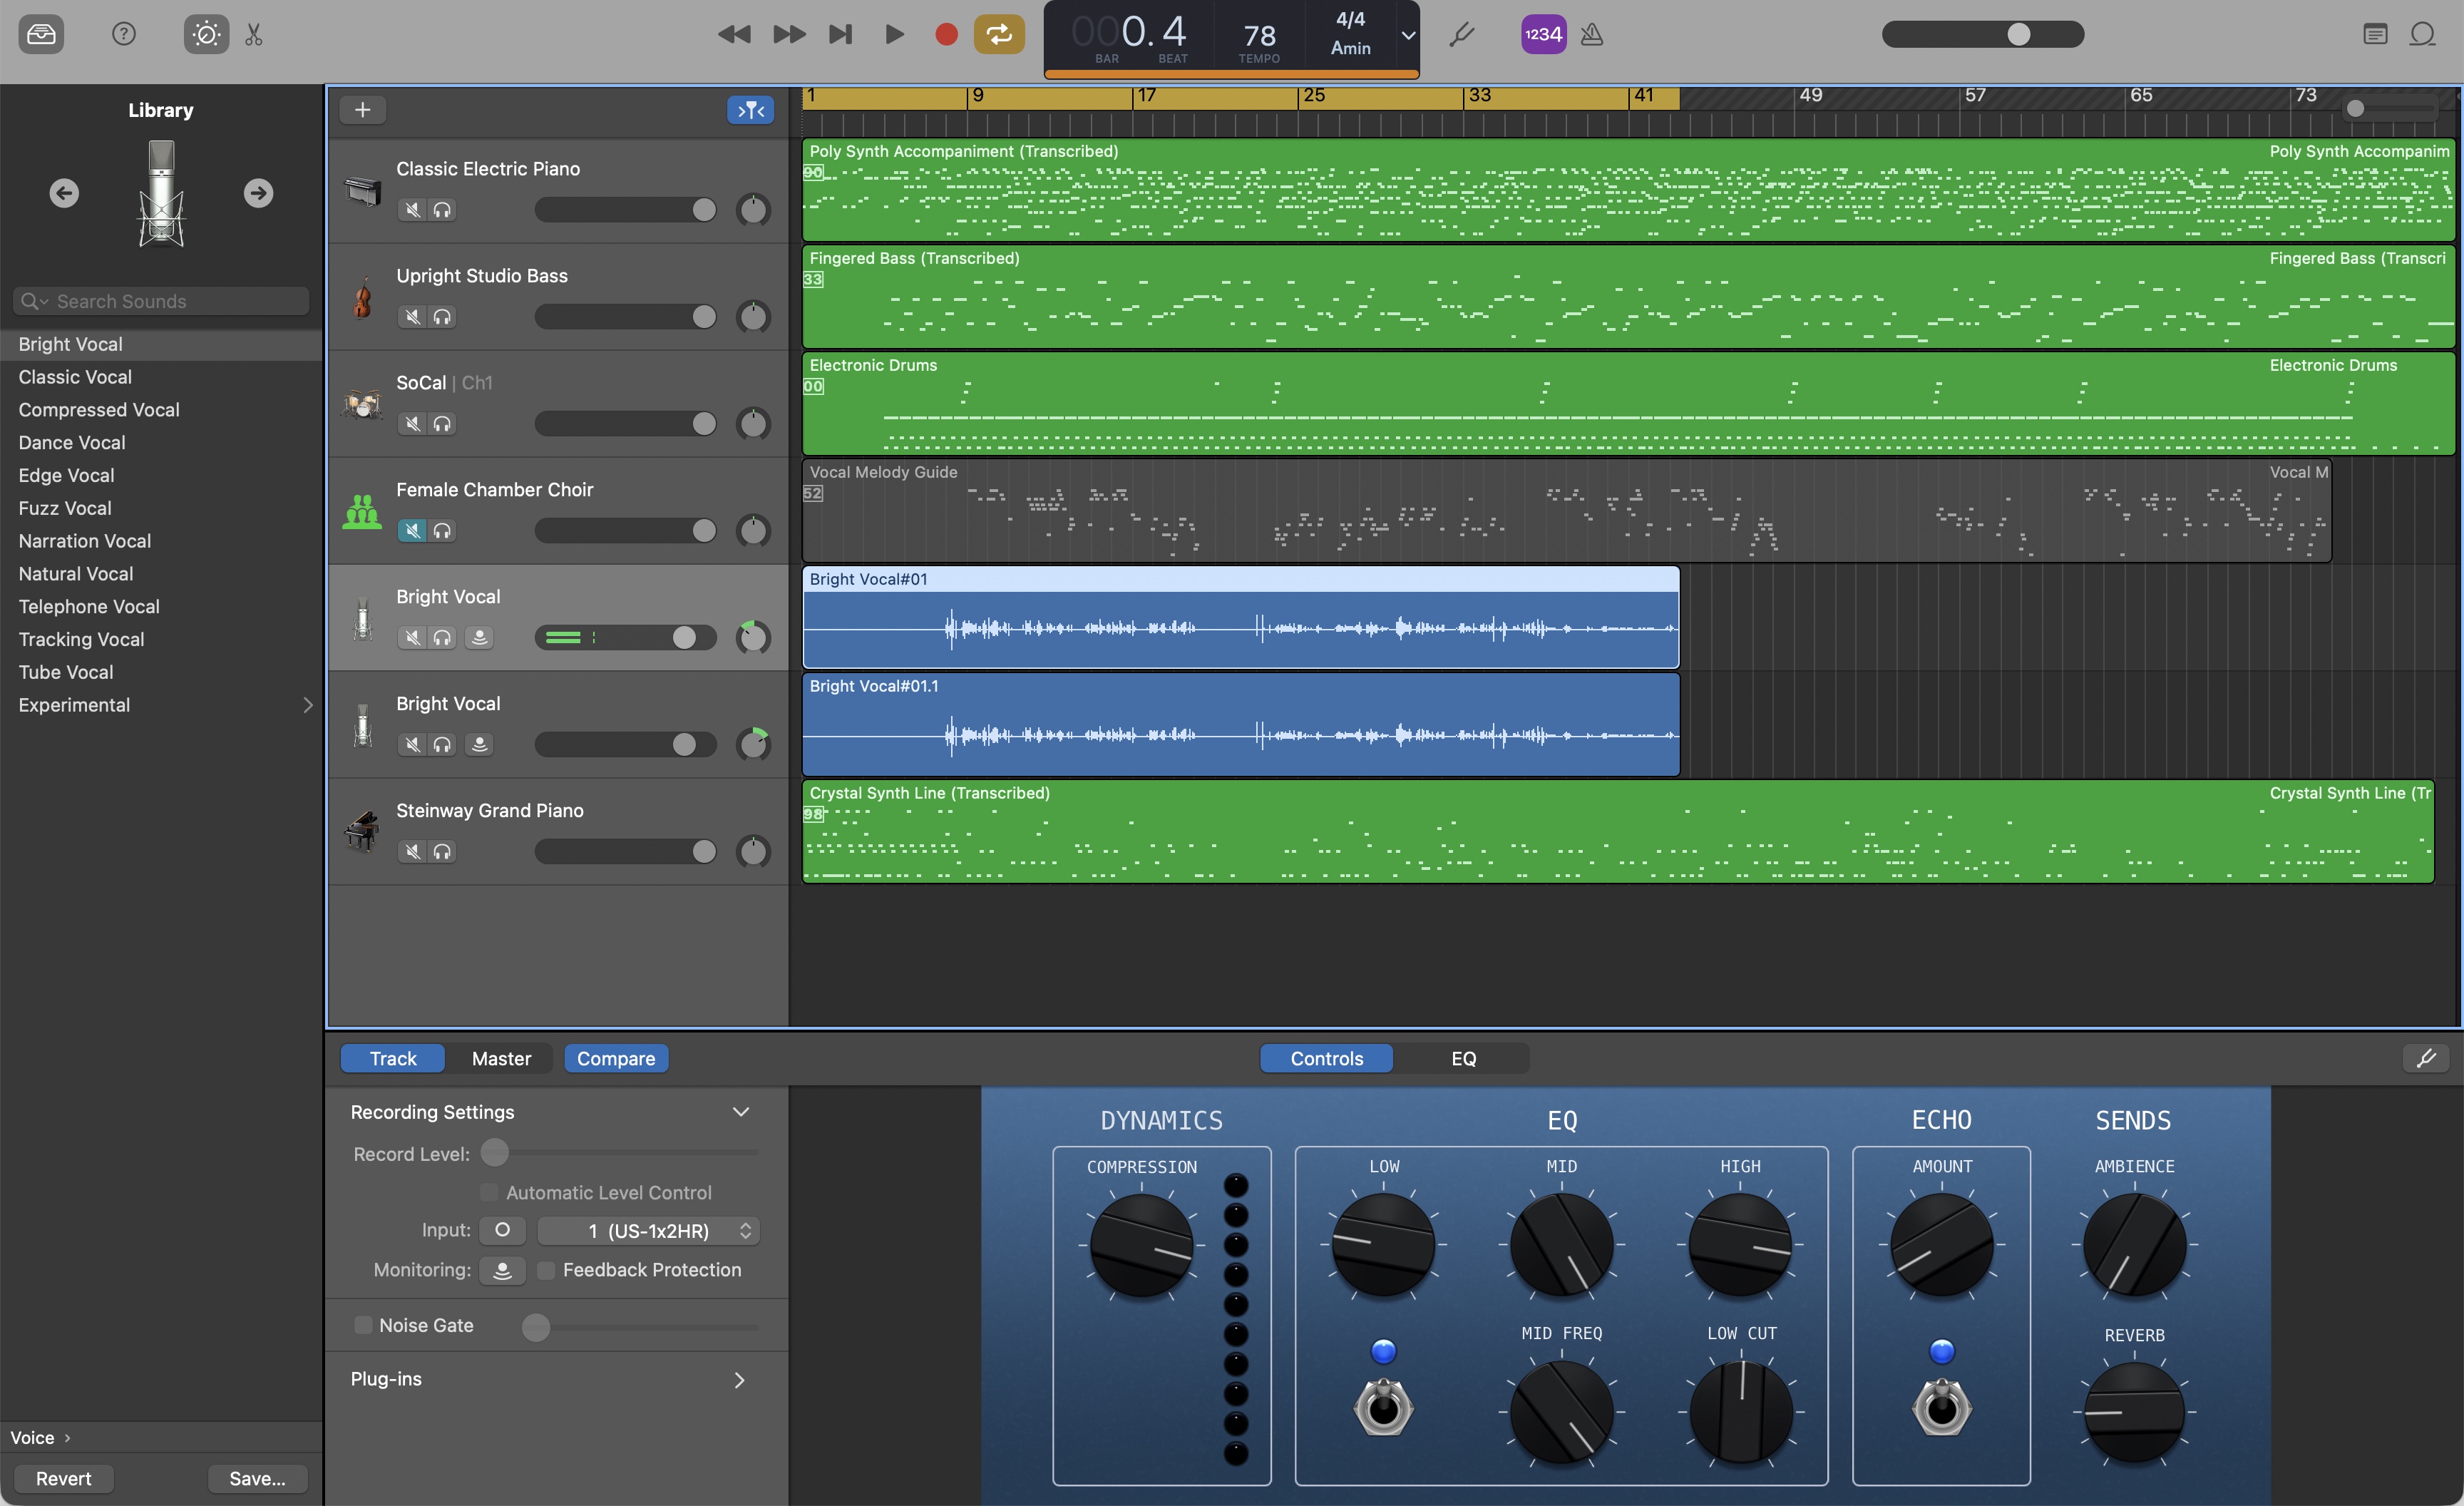 000.4
BAR
BEAT
78
TEMPO
4/4
Amin
1234
Library
Search Sounds
Bright Vocal
Classic Vocal
Compressed Vocal
Dance Vocal
Edge Vocal
Fuzz Vocal
Narration Vocal
Natural Vocal
Telephone Vocal
Tracking Vocal
Tube Vocal
Experimental
Voice
Revert
Save...
1 9 17 25 33 41 49 57 65 73
Classic Electric Piano
Poly Synth Accompaniment (Transcribed)
Poly Synth Accompanim
90
Upright Studio Bass
Fingered Bass (Transcribed)
Fingered Bass (Transcri
33
SoCal | Ch1
Electronic Drums
Electronic Drums
00
Female Chamber Choir
Vocal Melody Guide
Vocal M
52
Bright Vocal
Bright Vocal#01
Bright Vocal
Bright Vocal#01.1
Steinway Grand Piano
Crystal Synth Line (Transcribed)
Crystal Synth Line (Tr
98
Track
Master
Compare
Controls
EQ
Recording Settings
Record Level:
Automatic Level Control
Input:
1 (US-1x2HR)
Monitoring:
Feedback Protection
Noise Gate
Plug-ins
DYNAMICS
COMPRESSION
EQ
LOW
MID
HIGH
MID FREQ
LOW CUT
ECHO
AMOUNT
SENDS
AMBIENCE
REVERB